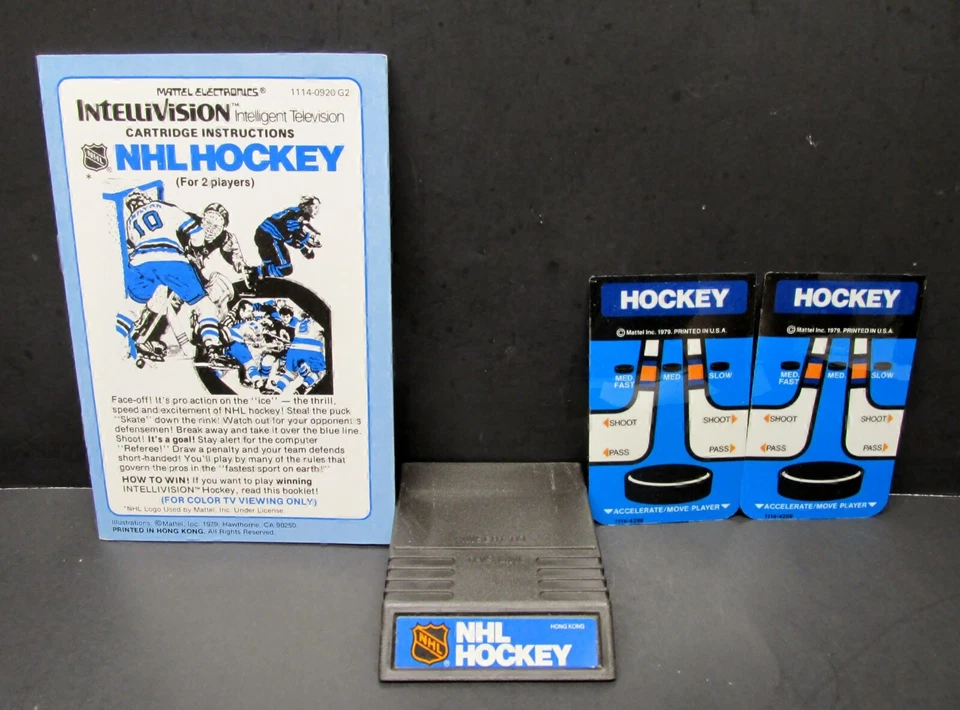 MATTEL ELECTRONICS® 1114-0920 G2
INTELLIVISION™ Intelligent Television
CARTRIDGE INSTRUCTIONS
NHL
NHL HOCKEY
*
(For 2 players)
10
Face-off! It's pro action on the "ice" — the thrill,
speed and excitement of NHL hockey! Steal the puck
"Skate" down the rink! Watch out for your opponent's
defensemen! Break away and take it over the blue line.
Shoot! It's a goal! Stay alert for the computer
"Referee!" Draw a penalty and your team defends
short-handed! You'll play by many of the rules that
govern the pros in the "fastest sport on earth!"
HOW TO WIN! If you want to play winning
INTELLIVISION™ Hockey, read this booklet!
(FOR COLOR TV VIEWING ONLY)
*NHL Logo Used by Mattel, Inc. Under License.
Illustrations: ©Mattel, Inc. 1979. Hawthorne, CA 90250.
PRINTED IN HONG KONG. All Rights Reserved.
HOCKEY
©Mattel Inc. 1979. PRINTED IN U.S.A.
MED. FAST MED. SLOW
SHOOT SHOOT
PASS PASS
ACCELERATE/MOVE PLAYER
1114-4289
HOCKEY
©Mattel Inc. 1979. PRINTED IN U.S.A.
MED. FAST MED. SLOW
SHOOT SHOOT
PASS PASS
ACCELERATE/MOVE PLAYER
1114-4289
HONG KONG
NHL
NHL
HOCKEY